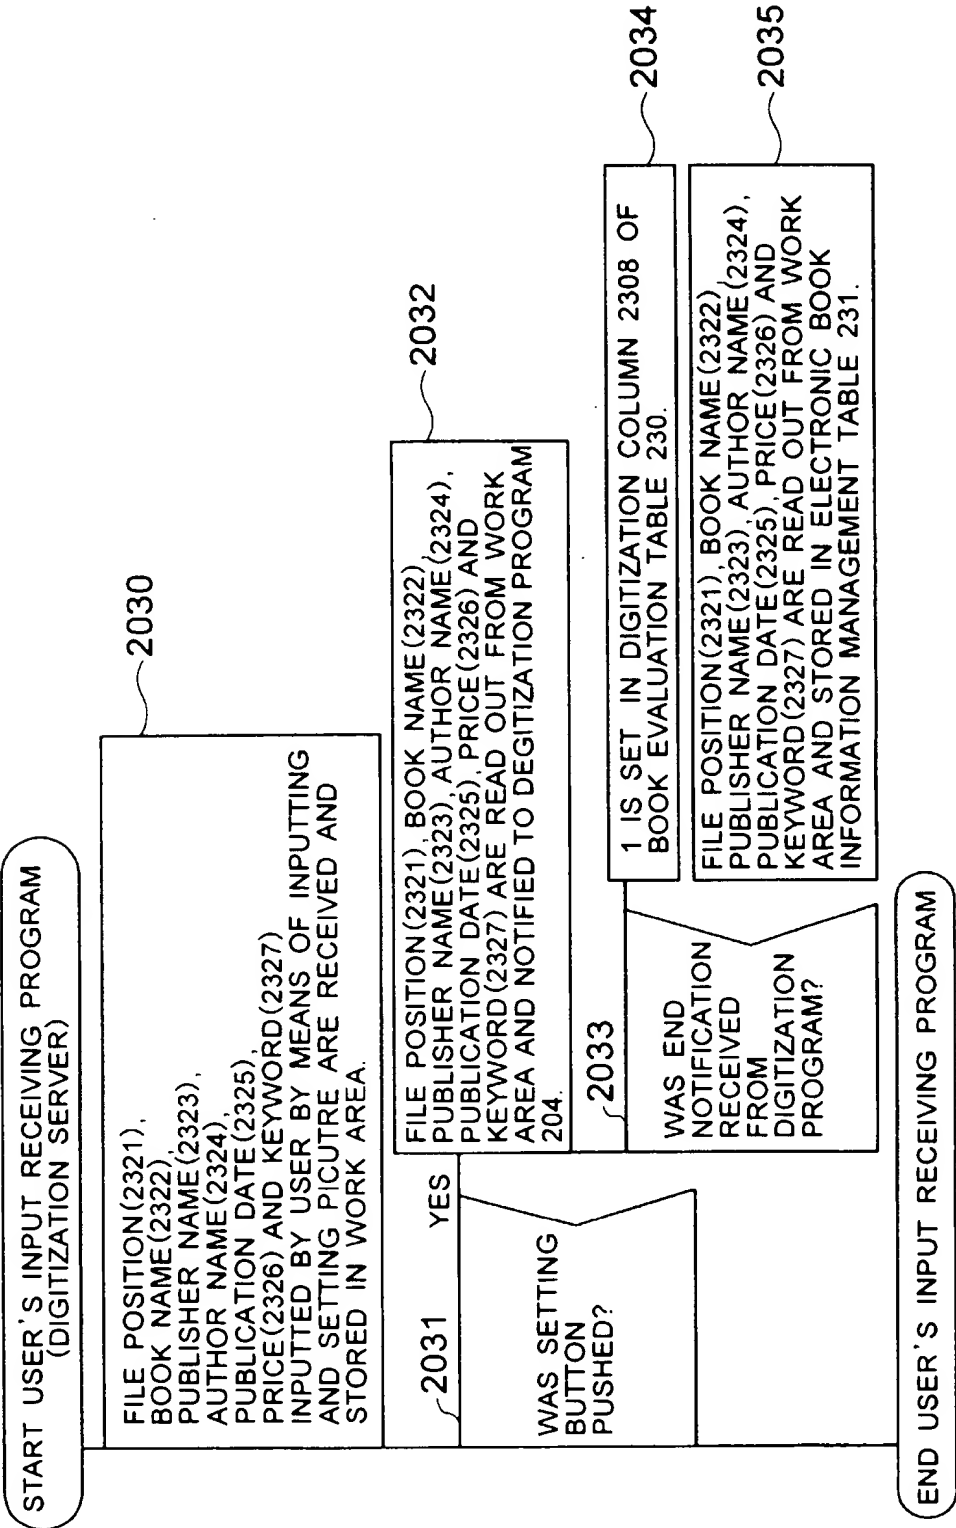 START USER'S INPUT RECEIVING PROGRAM
(DIGITIZATION SERVER)
2030
FILE POSITION(2321),
BOOK NAME(2322)
PUBLISHER NAME(2323),
AUTHOR NAME(2324),
PUBLICATION DATE(2325),
PRICE(2326) AND KEYWORD(2327)
INPUTTED BY USER BY MEANS OF INPUTTING
AND SETTING PICUTRE ARE RECEIVED AND
STORED IN WORK AREA.
2031
YES
WAS SETTING
BUTTON
PUSHED?
2032
FILE POSITION(2321), BOOK NAME(2322),
PUBLISHER NAME(2323), AUTHOR NAME(2324),
PUBLICATION DATE(2325), PRICE(2326) AND
KEYWORD(2327) ARE READ OUT FROM WORK
AREA AND NOTIFIED TO DEGITIZATION PROGRAM
204.
2033
WAS END
NOTIFICATION
RECEIVED
FROM
DIGITIZATION
PROGRAM?
2034
1 IS SET IN DIGITIZATION COLUMN 2308 OF
BOOK EVALUATION TABLE 230.
2035
FILE POSITION(2321), BOOK NAME(2322),
PUBLISHER NAME(2323), AUTHOR NAME(2324),
PUBLICATION DATE(2325), PRICE(2326) AND
KEYWORD(2327) ARE READ OUT FROM WORK
AREA AND STORED IN ELECTRONIC BOOK
INFORMATION MANAGEMENT TABLE 231.
END USER'S INPUT RECEIVING PROGRAM